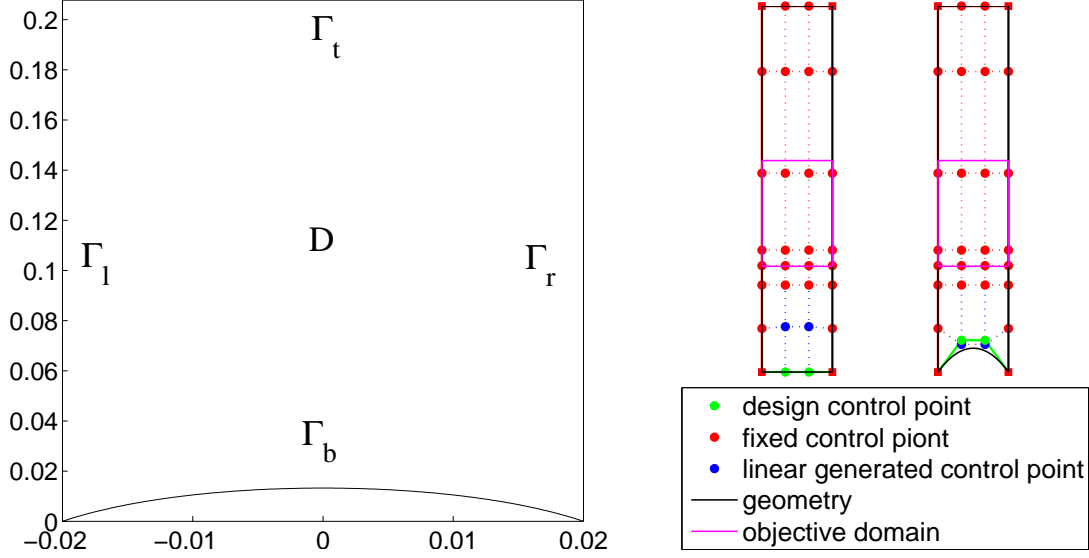 0.2
0.18
0.16
0.14
0.12
0.1
0.08
0.06
0.04
0.02
0
−0.02 −0.01 0 0.01 0.02
Γt
D
Γl
Γr
Γb
design control point
fixed control piont
linear generated control point
geometry
objective domain